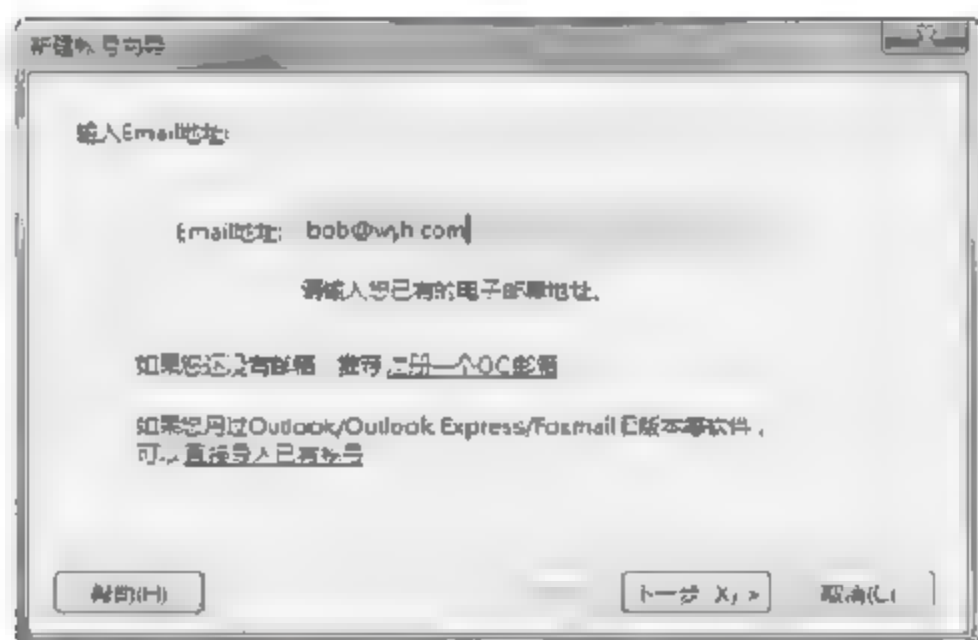 新建帐号向导
输入Email地址:
Email地址: bob@wjh.com
请输入您已有的电子邮箱地址。
如果您还没有邮箱 推荐 注册一个QQ邮箱
如果您用过Outlook/Outlook Express/Foxmail旧版本等软件,
可以直接导入已有帐号
帮助(H) 下一步 取消(C)